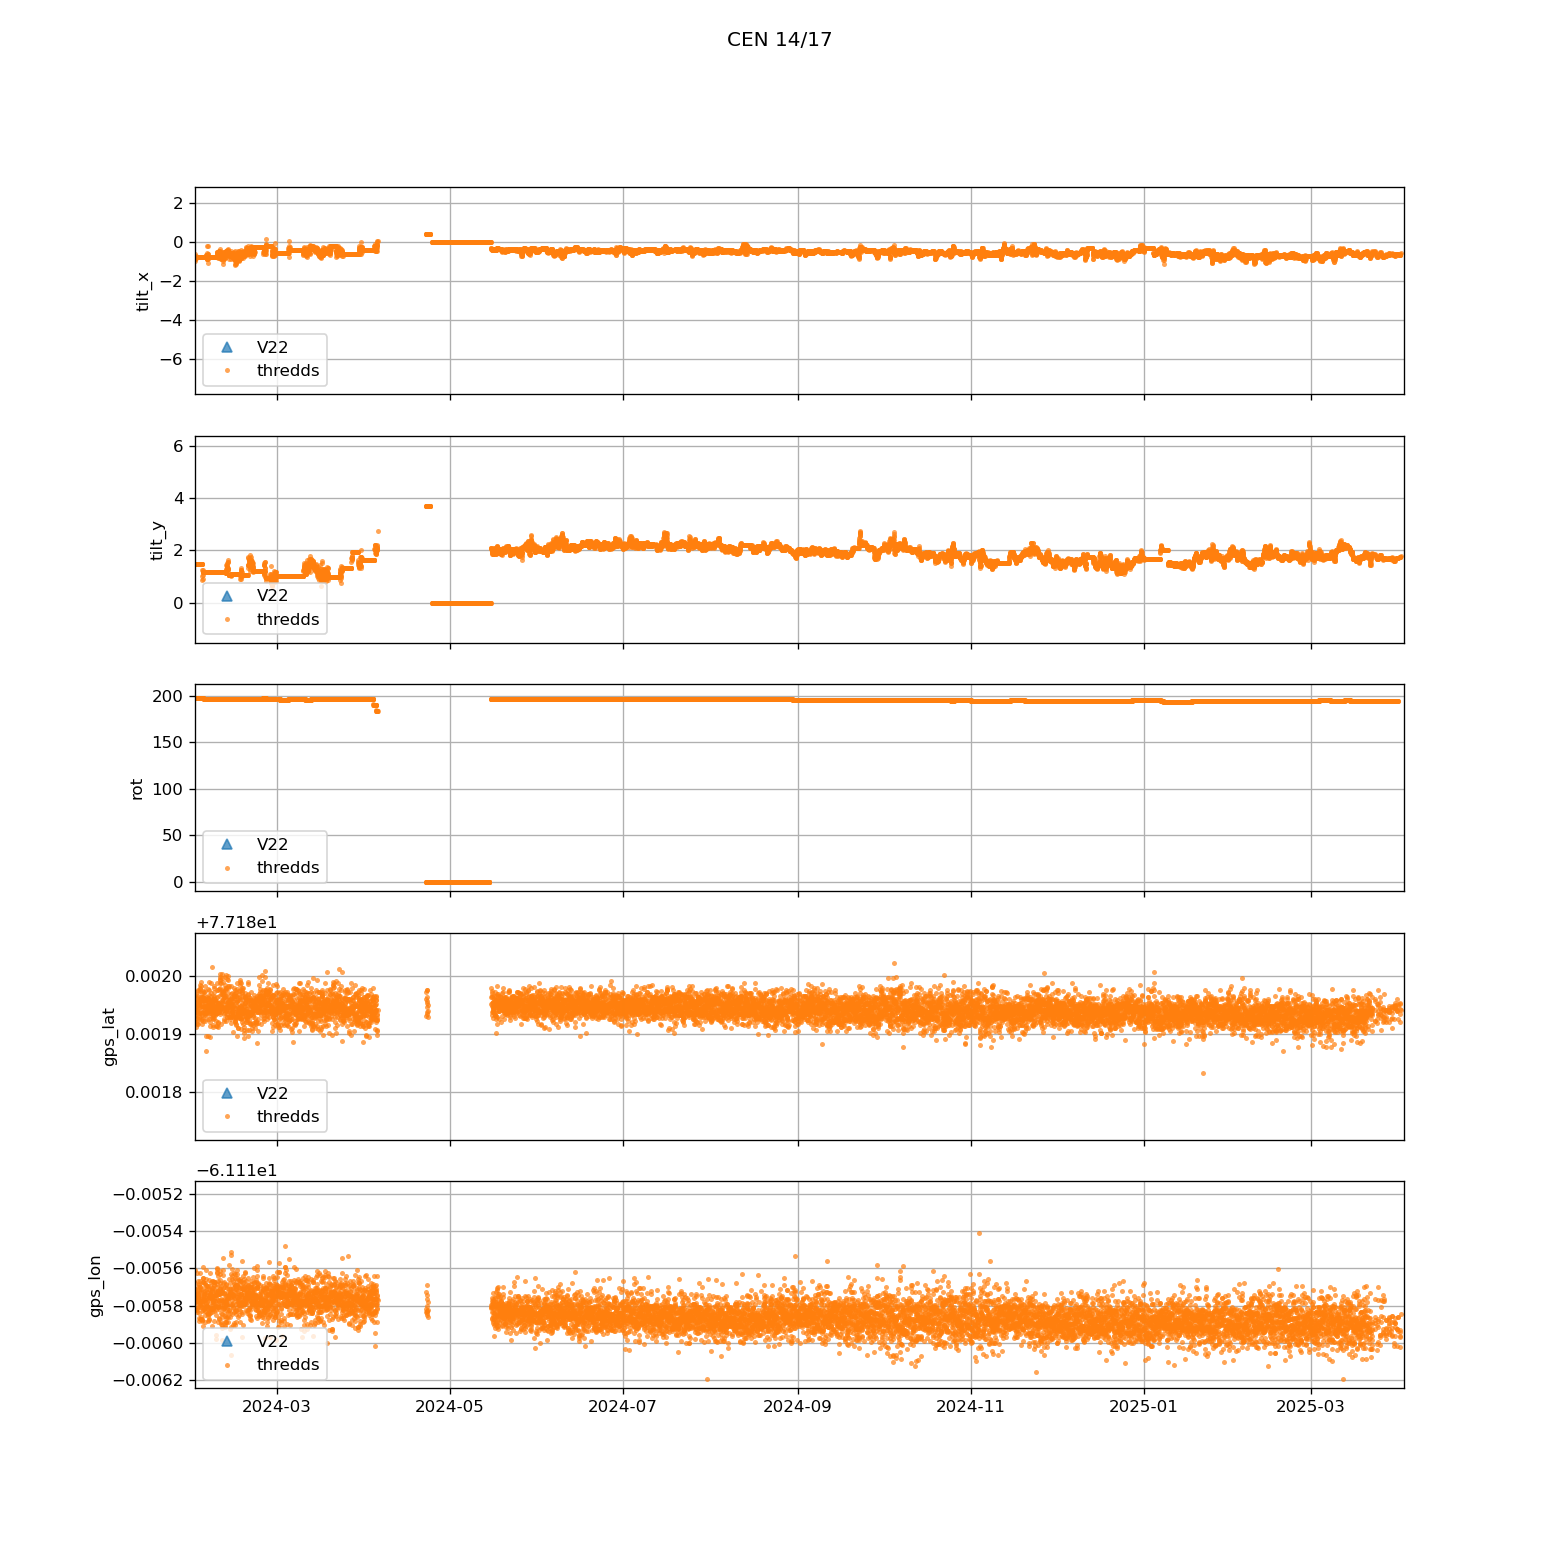 CEN 14/17
2
0
−2
−4
−6
tilt_x
V22
thredds
6
4
2
0
tilt_y
V22
thredds
200
150
100
50
0
rot
V22
thredds
+7.718e1
0.0020
0.0019
0.0018
gps_lat
V22
thredds
−6.111e1
−0.0052
−0.0054
−0.0056
−0.0058
−0.0060
−0.0062
gps_lon
V22
thredds
2024-03 2024-05 2024-07 2024-09 2024-11 2025-01 2025-03